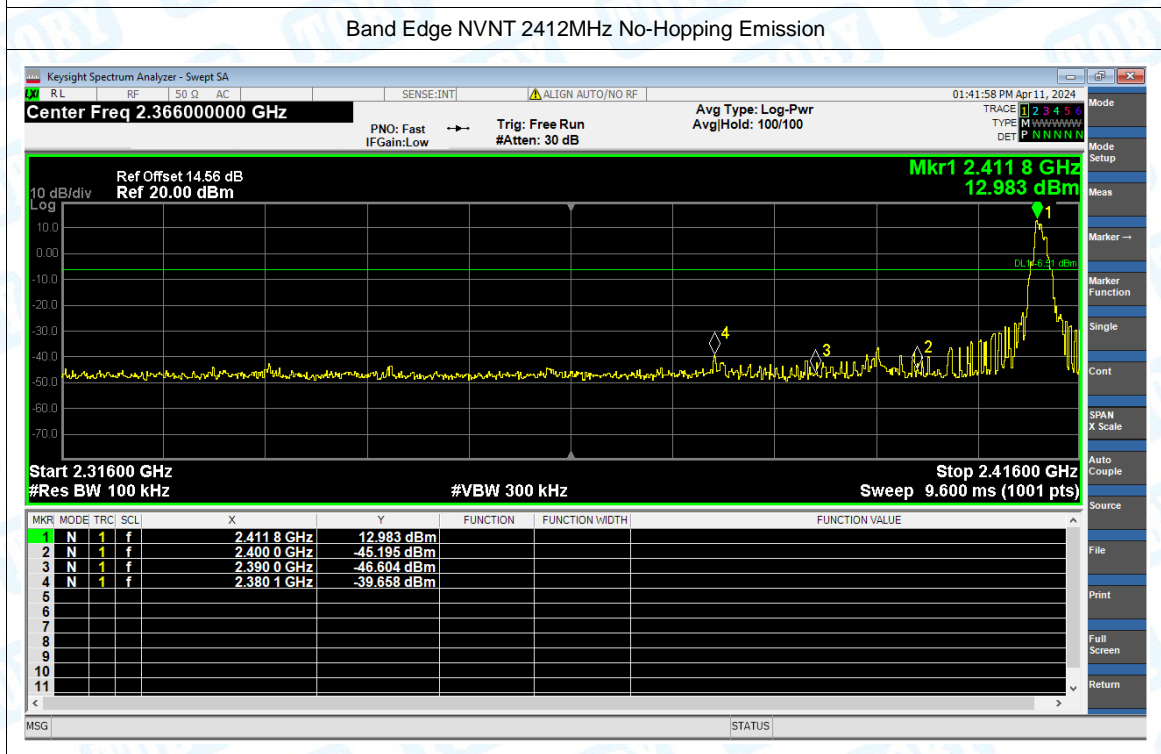 Band Edge NVNT 2412MHz No-Hopping Emission
Keysight Spectrum Analyzer - Swept SA
LXI RL RF 50 Ω AC SENSE:INT ALIGN AUTO/NO RF 01:41:58 PM Apr 11, 2024
Center Freq 2.366000000 GHz
PNO: Fast
IFGain:Low
Trig: Free Run
#Atten: 30 dB
Avg Type: Log-Pwr
Avg|Hold: 100/100
TRACE 1 2 3 4 5 6
TYPE M WWWWW
DET P N N N N N
Ref Offset 14.56 dB
10 dB/div Ref 20.00 dBm
Log
Mkr1 2.411 8 GHz
12.983 dBm
10.0
0.00
-10.0
-20.0
-30.0
-40.0
-50.0
-60.0
-70.0
1
4
3
2
Start 2.31600 GHz Stop 2.41600 GHz
#Res BW 100 kHz #VBW 300 kHz Sweep 9.600 ms (1001 pts)
MKR MODE TRC SCL X Y FUNCTION FUNCTION WIDTH FUNCTION VALUE
1 N 1 f 2.411 8 GHz 12.983 dBm
2 N 1 f 2.400 0 GHz -45.195 dBm
3 N 1 f 2.390 0 GHz -46.604 dBm
4 N 1 f 2.380 1 GHz -39.658 dBm
5
6
7
8
9
10
11
MSG STATUS
Mode
Mode
Setup
Meas
Marker→
Marker
Function
Single
Cont
SPAN
X Scale
Auto
Couple
Source
File
Print
Full
Screen
Return